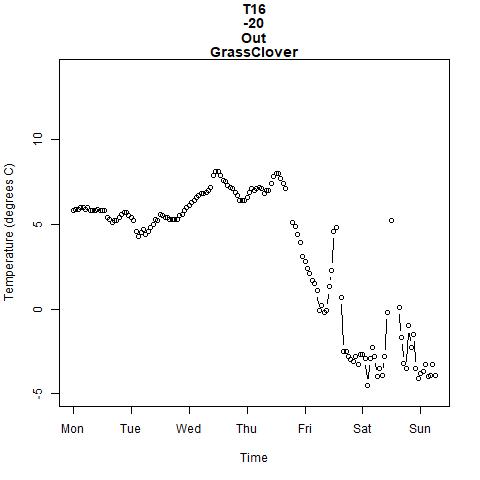 T16
-20
Out
GrassClover
Temperature (degrees C)
10
5
0
-5
Mon Tue Wed Thu Fri Sat Sun
Time